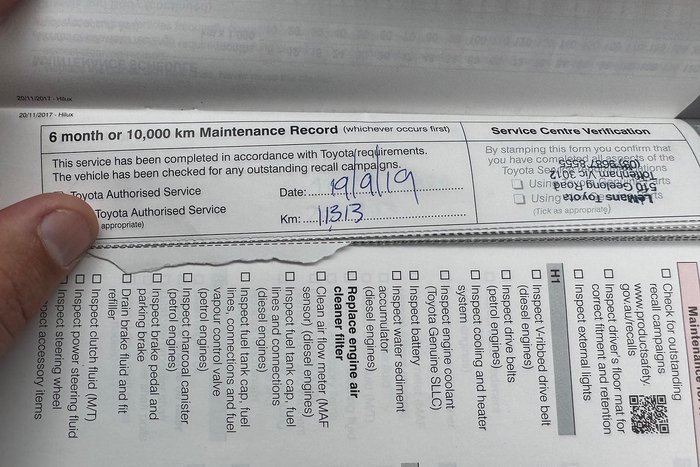 20/11/2017 - Hilux
20/11/2017 - Hilux
6 month or 10,000 km Maintenance Record (whichever occurs first)
This service has been completed in accordance with Toyota requirements.
The vehicle has been checked for any outstanding recall campaigns.
Toyota Authorised Service
Toyota Authorised Service
appropriate)
Date: 19/9/19
Km: 11313
Service Centre Verification
By stamping this form you confirm that
you have completed all aspects of the
Toyota
Using
Using
(Tick as appropriate)
LeMans Toyota
510 Geelong Road
Tottenham Vic 3012
(03) 9687 8555
Check for outstanding
recall campaigns
www.productsafety.
gov.au/recalls
Inspect driver's floor mat for
correct fitment and retention
Inspect external lights
H1
Inspect V-ribbed drive belt
(diesel engines)
Inspect drive belts
(petrol engines)
Inspect cooling and heater
system
Inspect engine coolant
(Toyota Genuine SLLC)
Inspect battery
Inspect water sediment
accumulator
(diesel engines)
Replace engine air
cleaner filter
Clean air flow meter (MAF
sensor) (diesel engines)
Inspect fuel tank cap, fuel
lines and connections
(diesel engines)
Inspect fuel tank cap, fuel
lines, connections and fuel
vapour control valve
(petrol engines)
Inspect charcoal canister
(petrol engines)
Inspect brake pedal and
parking brake
Drain brake fluid and fit
refiller
Inspect clutch fluid (M/T)
Inspect power steering fluid
Inspect steering wheel
accessory items